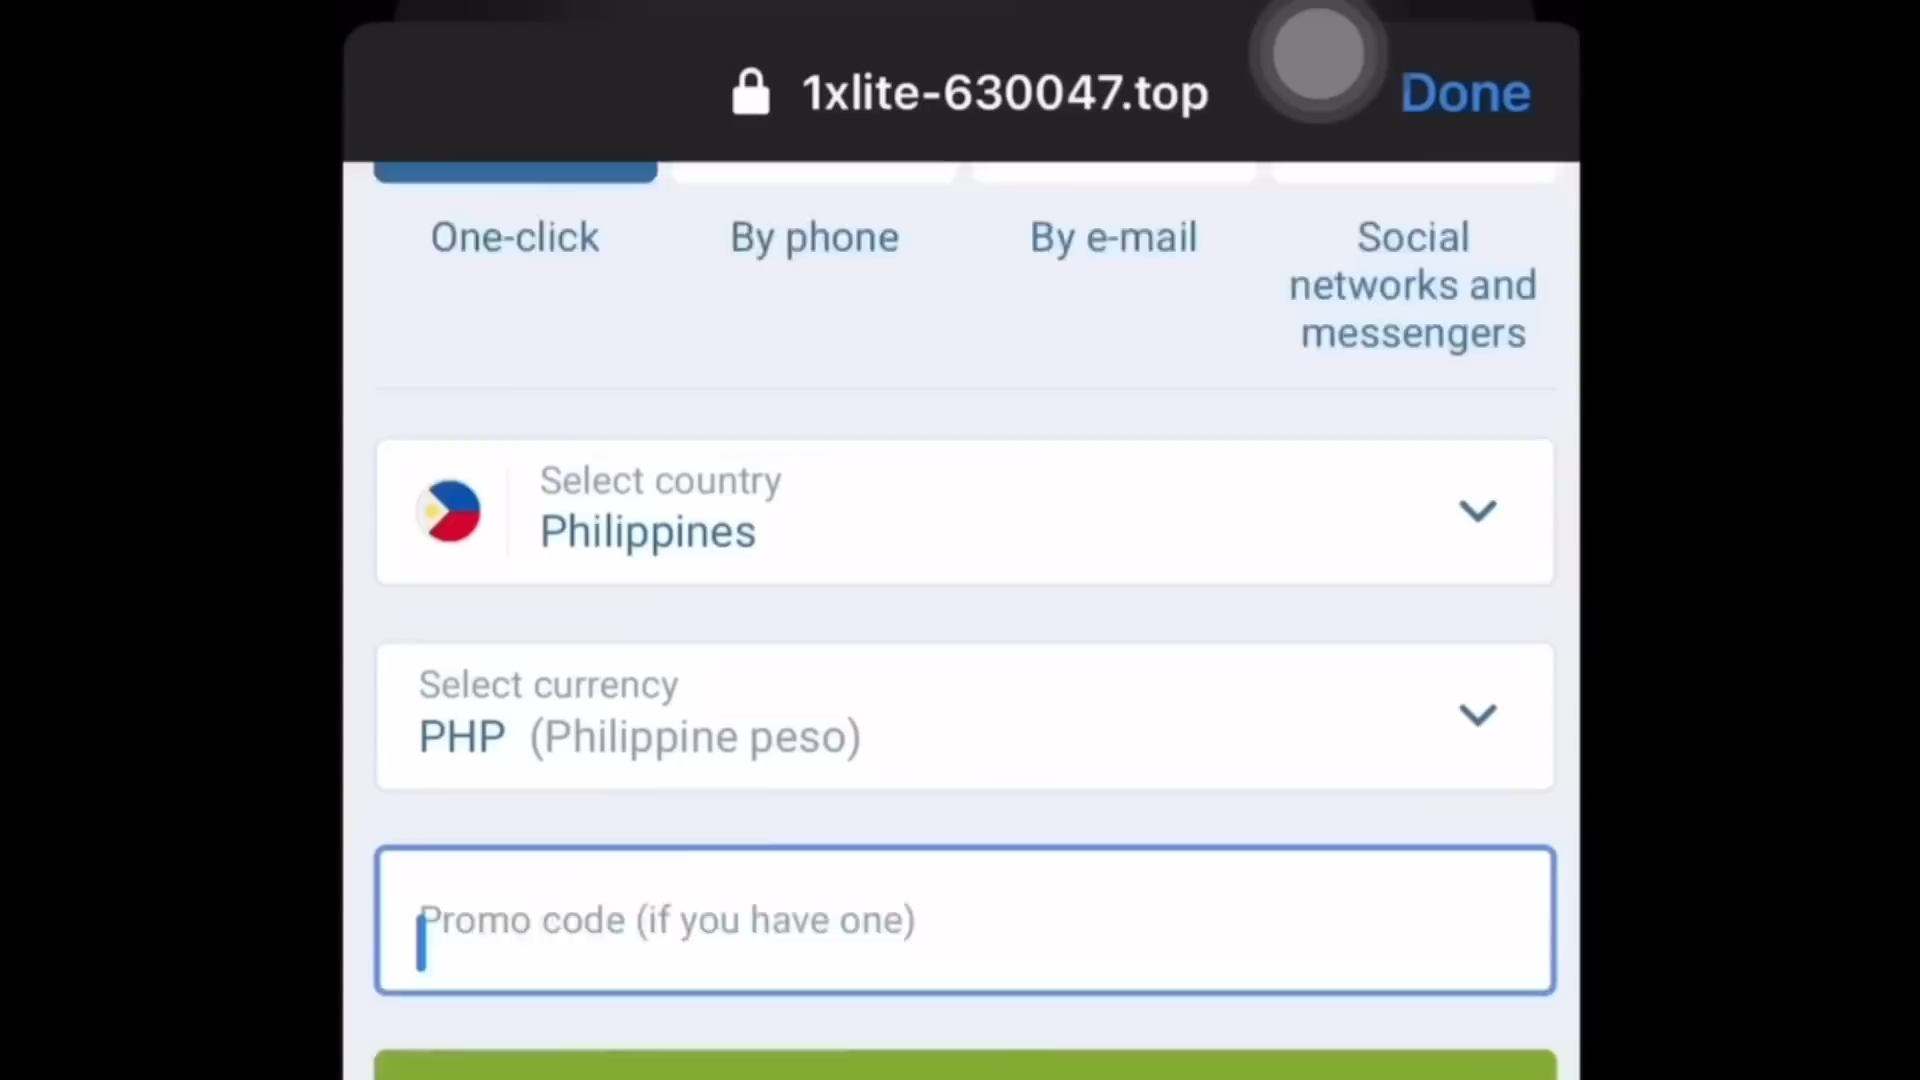 1xlite-630047.top
Done
One-click
By phone
By e-mail
Social
networks and
messengers
Select country
Philippines
Select currency
PHP (Philippine peso)
Promo code (if you have one)